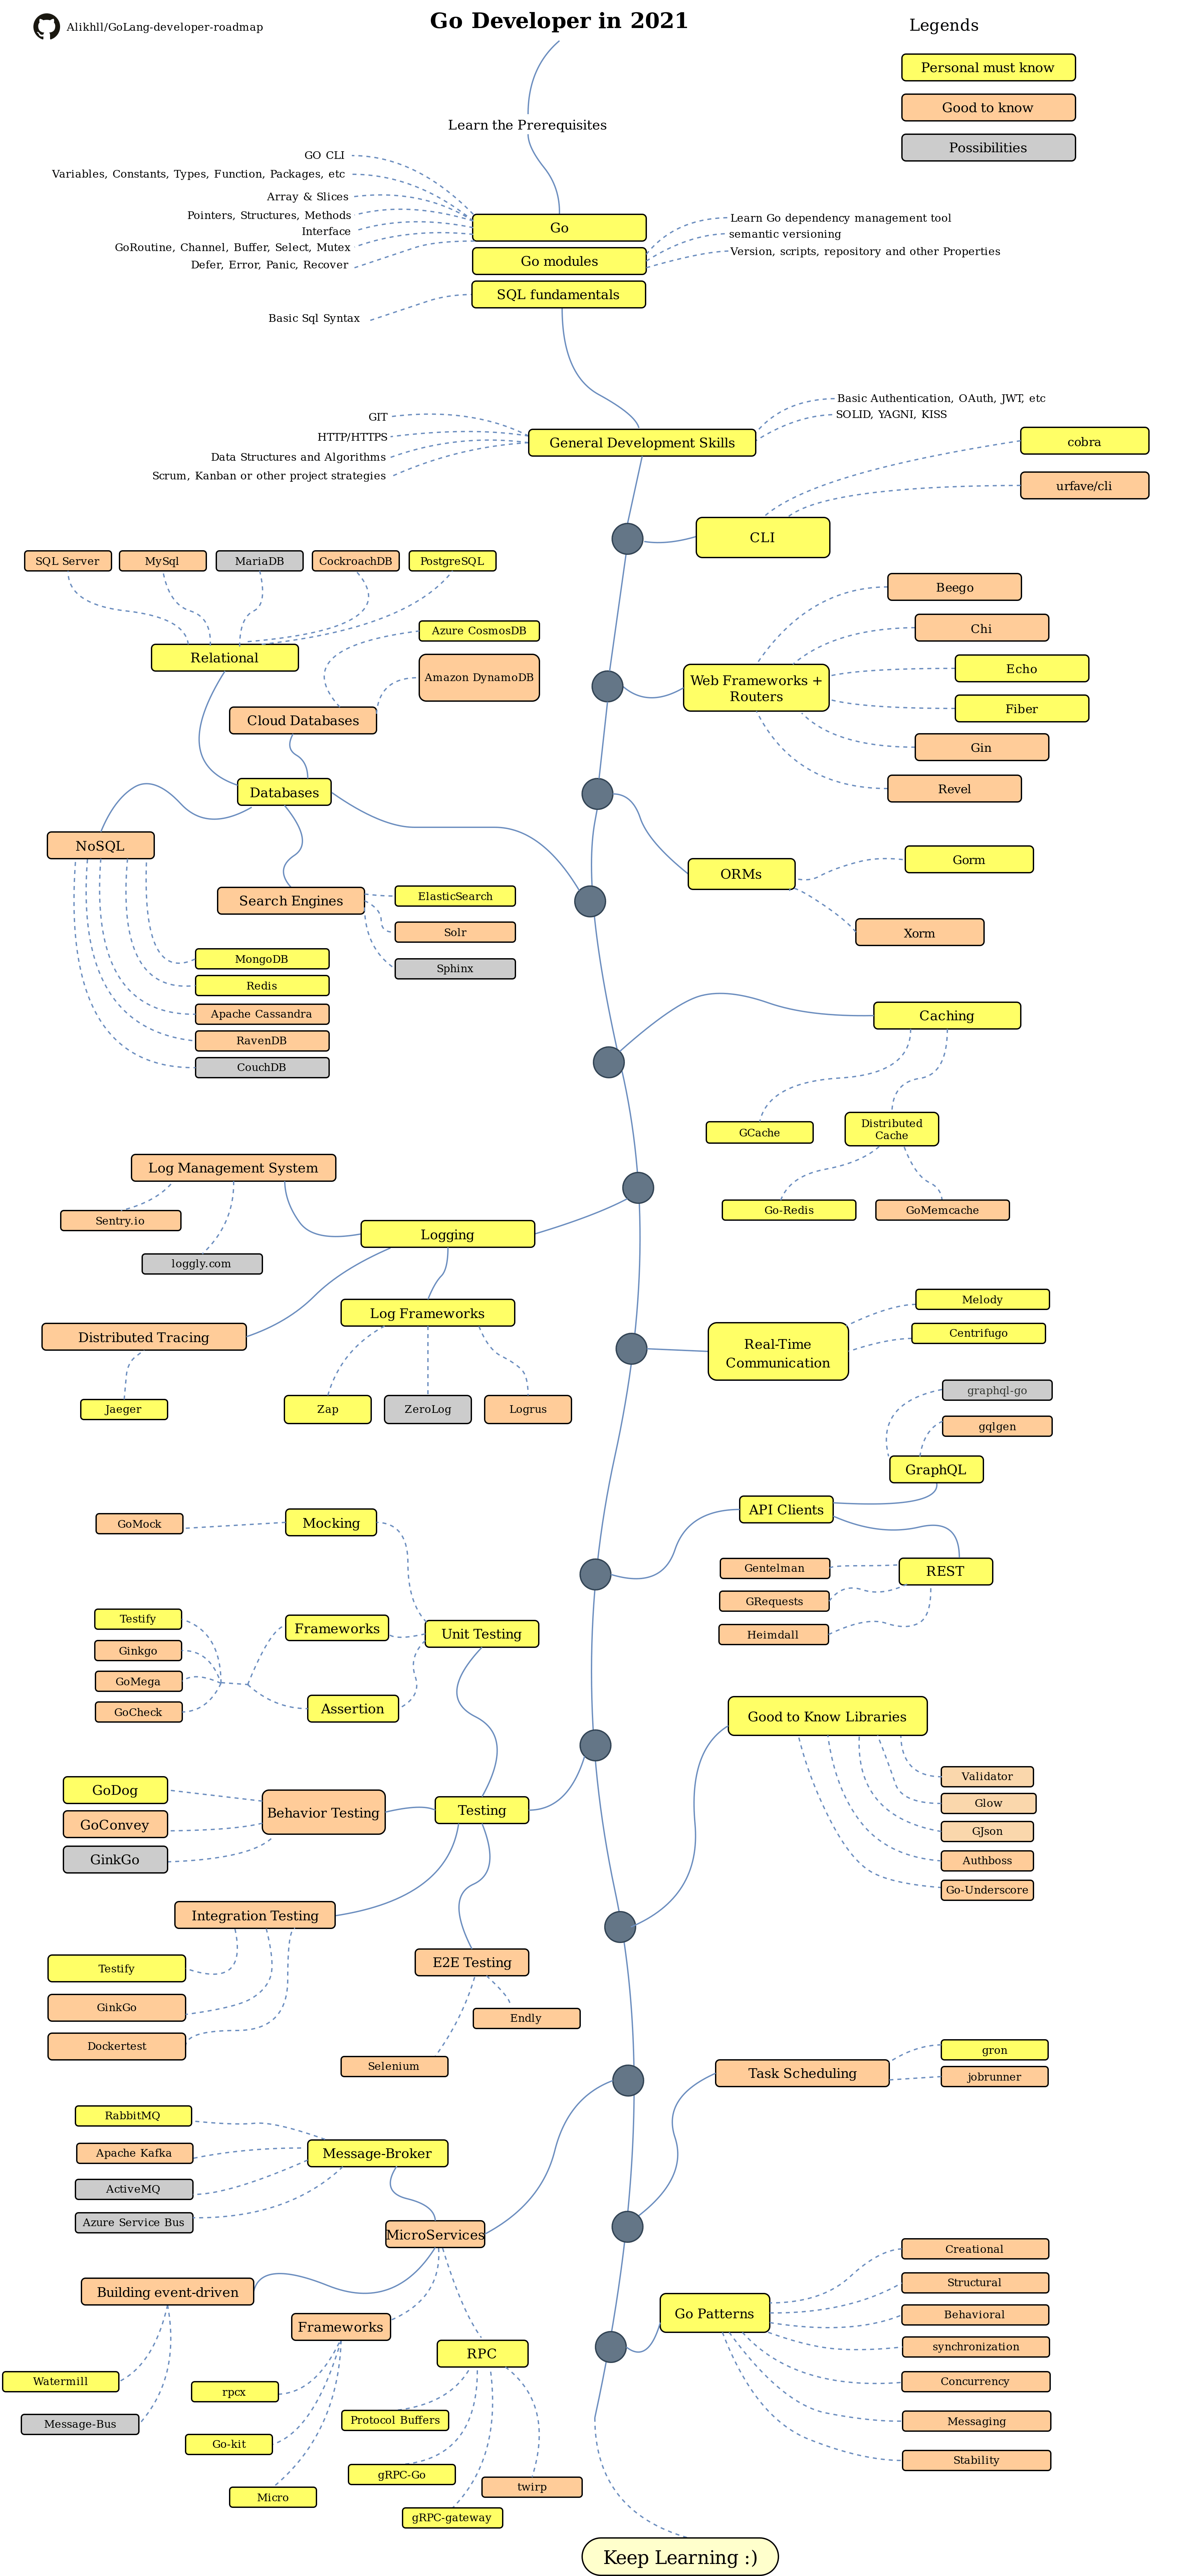 Alikhll/GoLang-developer-roadmap
Go Developer in 2021
Legends
Personal must know
Good to know
Possibilities
Learn the Prerequisites
GO CLI
Variables, Constants, Types, Function, Packages, etc
Array & Slices
Pointers, Structures, Methods
Interface
GoRoutine, Channel, Buffer, Select, Mutex
Defer, Error, Panic, Recover
Go
Go modules
SQL fundamentals
Learn Go dependency management tool
semantic versioning
Version, scripts, repository and other Properties
Basic Sql Syntax
GIT
HTTP/HTTPS
Data Structures and Algorithms
Scrum, Kanban or other project strategies
General Development Skills
Basic Authentication, OAuth, JWT, etc
SOLID, YAGNI, KISS
cobra
urfave/cli
CLI
SQL Server
MySql
MariaDB
CockroachDB
PostgreSQL
Relational
Azure CosmosDB
Amazon DynamoDB
Cloud Databases
Databases
Beego
Chi
Echo
Fiber
Gin
Revel
Web Frameworks +
Routers
NoSQL
Search Engines
ElasticSearch
Solr
Sphinx
MongoDB
Redis
Apache Cassandra
RavenDB
CouchDB
ORMs
Gorm
Xorm
Caching
GCache
Distributed
Cache
Go-Redis
GoMemcache
Log Management System
Sentry.io
loggly.com
Logging
Log Frameworks
Distributed Tracing
Jaeger
Zap
ZeroLog
Logrus
Real-Time
Communication
Melody
Centrifugo
graphql-go
gqlgen
GraphQL
API Clients
REST
Gentelman
GRequests
Heimdall
GoMock
Mocking
Testify
Ginkgo
GoMega
GoCheck
Frameworks
Assertion
Unit Testing
Good to Know Libraries
Validator
Glow
GJson
Authboss
Go-Underscore
GoDog
GoConvey
GinkGo
Behavior Testing
Testing
Integration Testing
Testify
GinkGo
Dockertest
E2E Testing
Endly
Selenium
Task Scheduling
gron
jobrunner
RabbitMQ
Apache Kafka
ActiveMQ
Azure Service Bus
Message-Broker
MicroServices
Building event-driven
Watermill
Message-Bus
Frameworks
rpcx
Go-kit
Micro
RPC
Protocol Buffers
gRPC-Go
twirp
gRPC-gateway
Go Patterns
Creational
Structural
Behavioral
synchronization
Concurrency
Messaging
Stability
Keep Learning :)